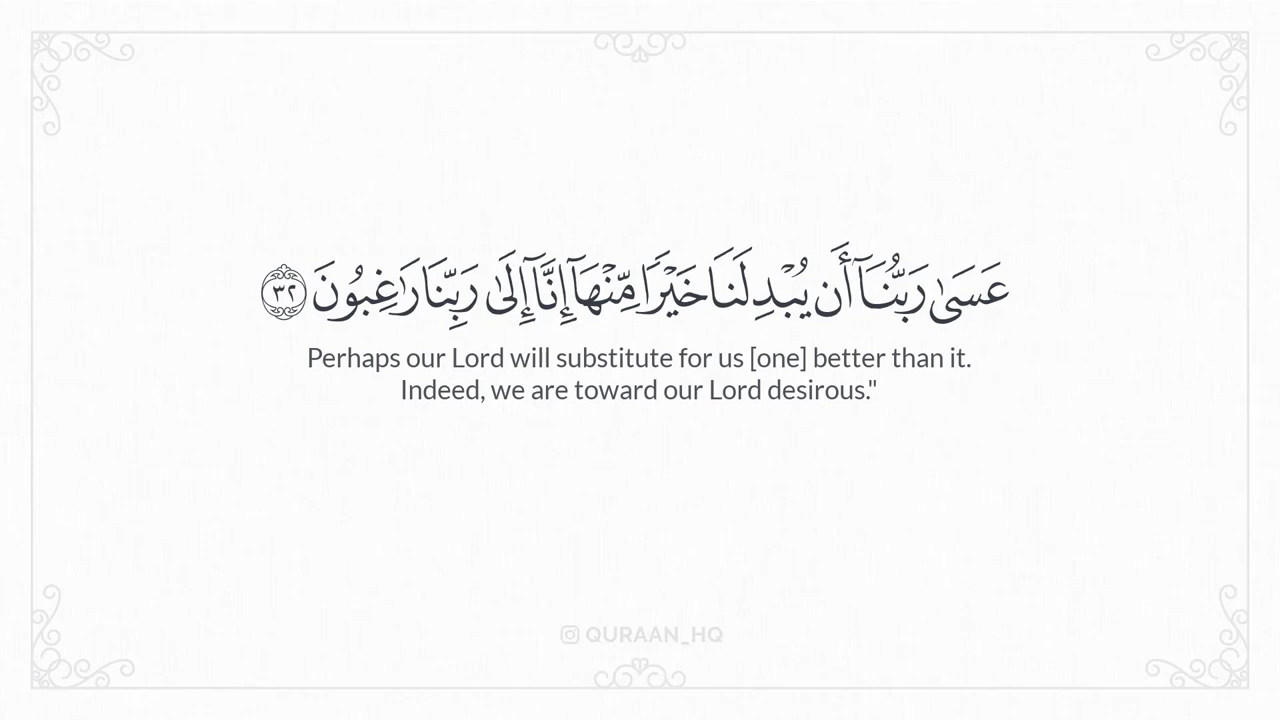 عَسَىٰ رَبُّنَآ أَن يُبْدِلَنَا خَيْرًا مِّنْهَآ إِنَّآ إِلَىٰ رَبِّنَا رَٰغِبُونَ ٣٢
Perhaps our Lord will substitute for us [one] better than it.
Indeed, we are toward our Lord desirous."
QURAAN_HQ